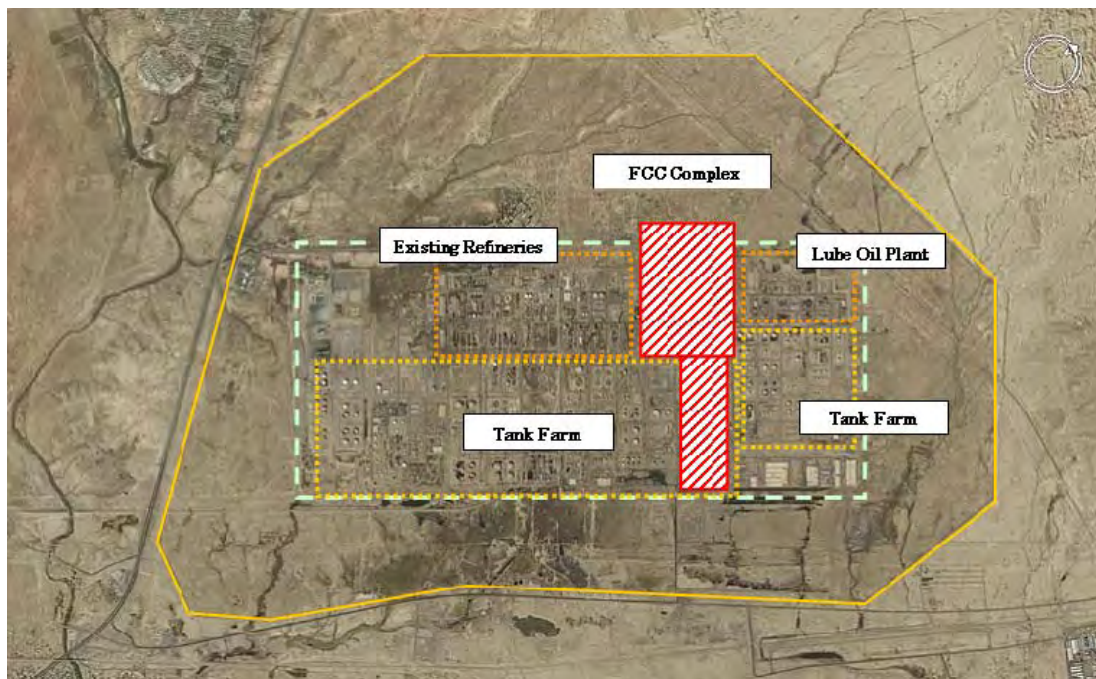 FCC Complex
Existing Refineries
Lube Oil Plant
Tank Farm
Tank Farm